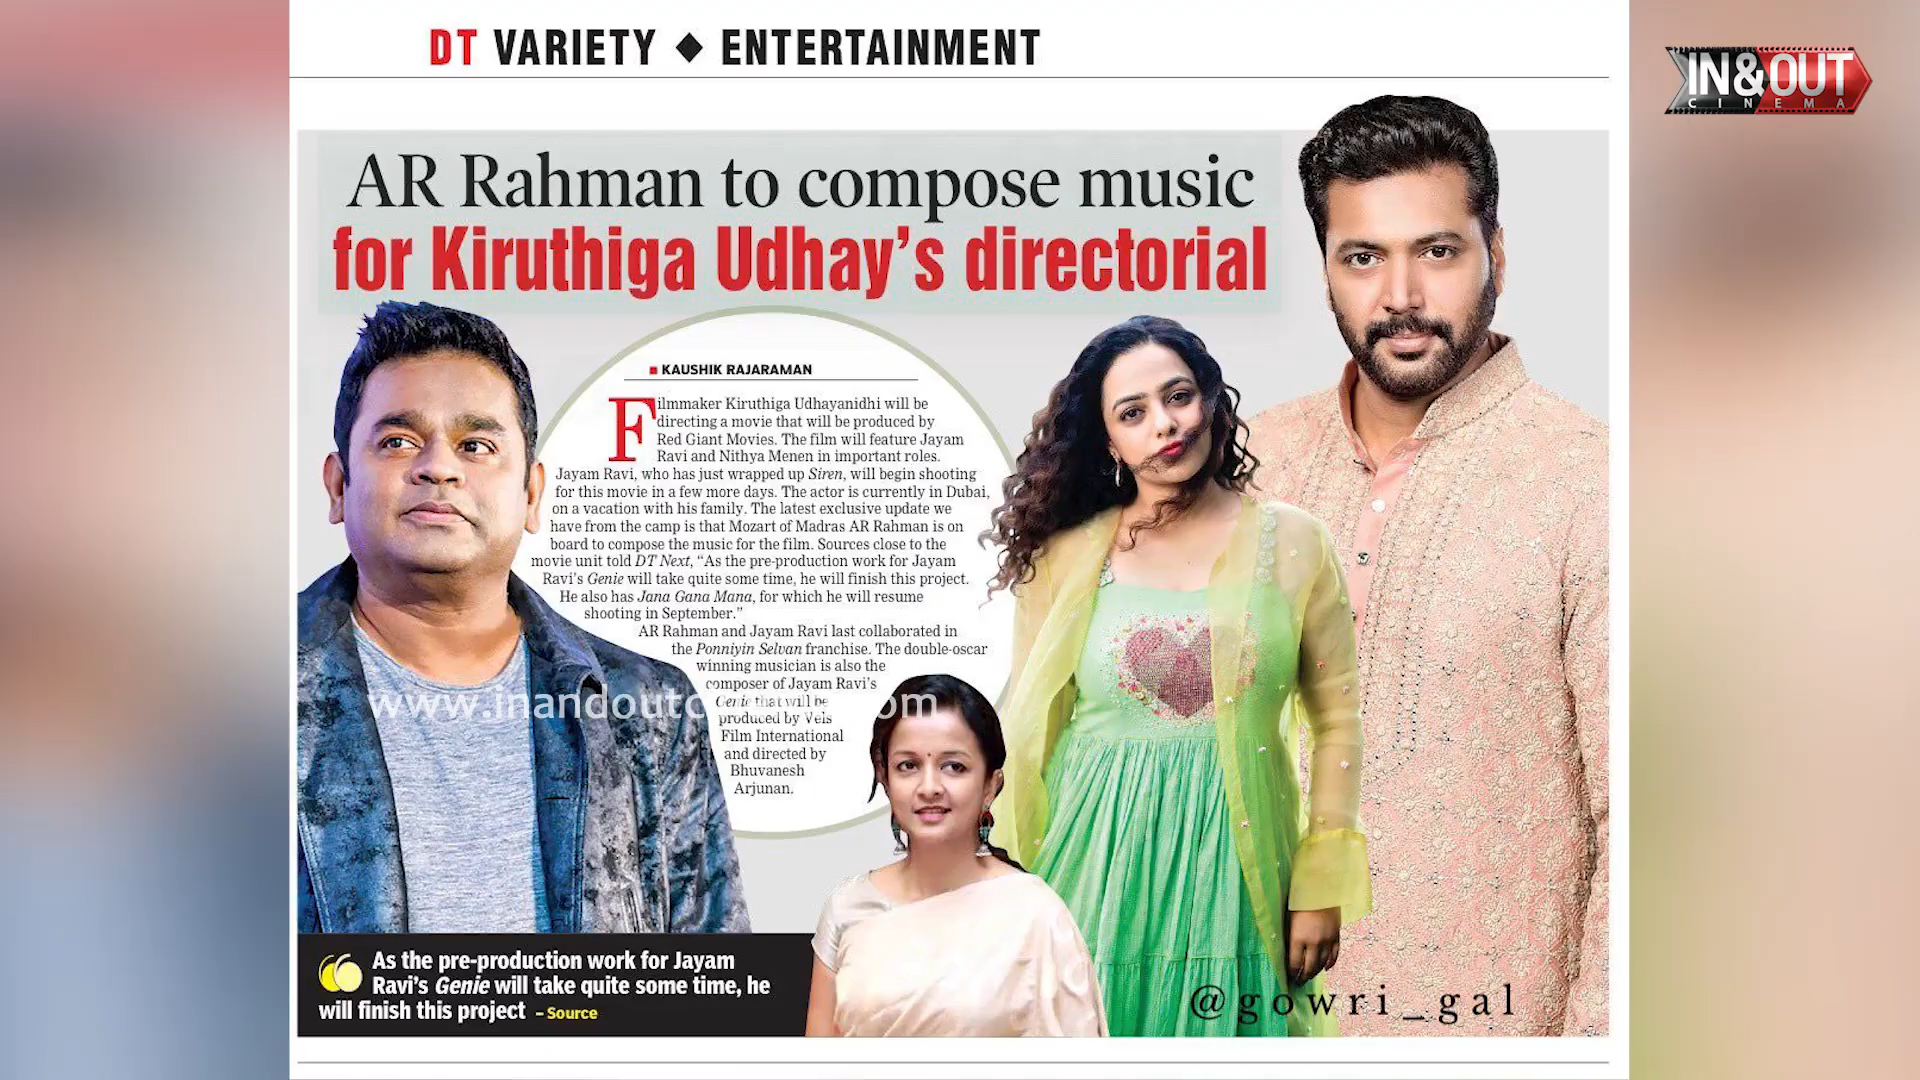 DT VARIETY ◆ ENTERTAINMENT
IN&OUT
CINEMA
AR Rahman to compose music
for Kiruthiga Udhay's directorial
KAUSHIK RAJARAMAN
Filmmaker Kiruthiga Udhayanidhi will be
directing a movie that will be produced by
Red Giant Movies. The film will feature Jayam
Ravi and Nithya Menen in important roles.
Jayam Ravi, who has just wrapped up Siren, will begin shooting
for this movie in a few more days. The actor is currently in Dubai,
on a vacation with his family. The latest exclusive update we
have from the camp is that Mozart of Madras AR Rahman is on
board to compose the music for the film. Sources close to the
movie unit told DT Next, “As the pre-production work for Jayam
Ravi's Genie will take quite some time, he will finish this project.
He also has Jana Gana Mana, for which he will resume
shooting in September.”
AR Rahman and Jayam Ravi last collaborated in
the Ponniyin Selvan franchise. The double-oscar
winning musician is also the
composer of Jayam Ravi's
Genie that will be
produced by Vels
Film International
and directed by
Bhuvanesh
Arjunan.
As the pre-production work for Jayam
Ravi's Genie will take quite some time, he
will finish this project – Source
@gowri_gal